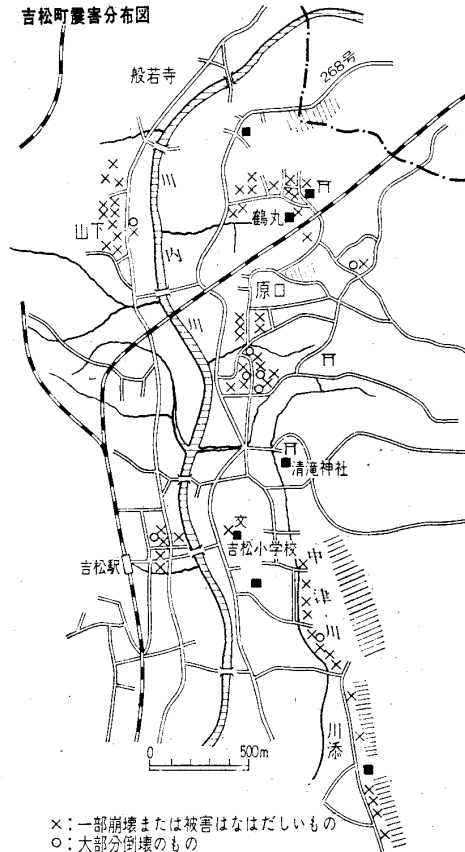 吉松町震害分布図
般若寺
268号
川内川
山下
鶴丸
原口
清滝神社
文
吉松小学校
吉松駅
中津川
川添
0 500m
×：一部崩壊または被害はなはだしいもの
○：大部分倒壊のもの